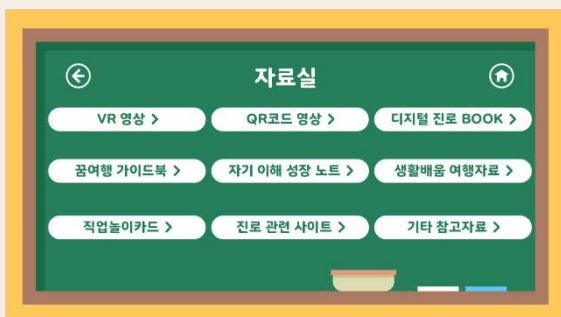 자료실
VR 영상 >
QR코드 영상 >
디지털 진로 BOOK >
꿈여행 가이드북 >
자기 이해 성장 노트 >
생활배움 여행자료 >
직업놀이카드 >
진로 관련 사이트 >
기타 참고자료 >